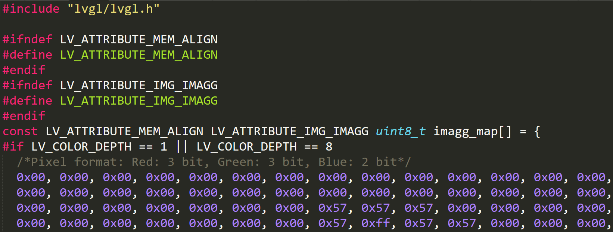 #include "lvgl/lvgl.h"
#ifndef LV_ATTRIBUTE_MEM_ALIGN
#define LV_ATTRIBUTE_MEM_ALIGN
#endif
#ifndef LV_ATTRIBUTE_IMG_IMAGG
#define LV_ATTRIBUTE_IMG_IMAGG
#endif
const LV_ATTRIBUTE_MEM_ALIGN LV_ATTRIBUTE_IMG_IMAGG uint8_t imagg_map[] = {
#if LV_COLOR_DEPTH == 1 || LV_COLOR_DEPTH == 8
/*Pixel format: Red: 3 bit, Green: 3 bit, Blue: 2 bit*/
0x00, 0x00, 0x00, 0x00, 0x00, 0x00, 0x00, 0x00, 0x00, 0x00, 0x00, 0x00, 0x00, 0x00,
0x00, 0x00, 0x00, 0x00, 0x00, 0x00, 0x00, 0x00, 0x00, 0x00, 0x00, 0x00, 0x00, 0x00,
0x00, 0x00, 0x00, 0x00, 0x00, 0x00, 0x00, 0x57, 0x57, 0x57, 0x00, 0x00, 0x00, 0x00,
0x00, 0x00, 0x00, 0x00, 0x00, 0x00, 0x00, 0x57, 0xff, 0x57, 0x57, 0x00, 0x00, 0x00,